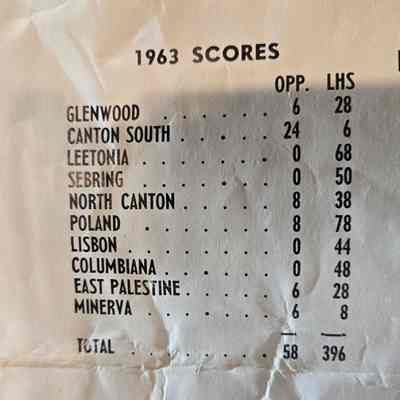 1963 SCORES
OPP. LHS
GLENWOOD . . . . . . 6 28
CANTON SOUTH . . . . . 24 6
LEETONIA . . . . . . . 0 68
SEBRING . . . . . . . 0 50
NORTH CANTON . . . . . 8 38
POLAND . . . . . . . 8 78
LISBON . . . . . . . . 0 44
COLUMBIANA . . . . . . 0 48
EAST PALESTINE . . . . . 6 28
MINERVA . . . . . . . 6 8
TOTAL . . . . . . . . 58 396